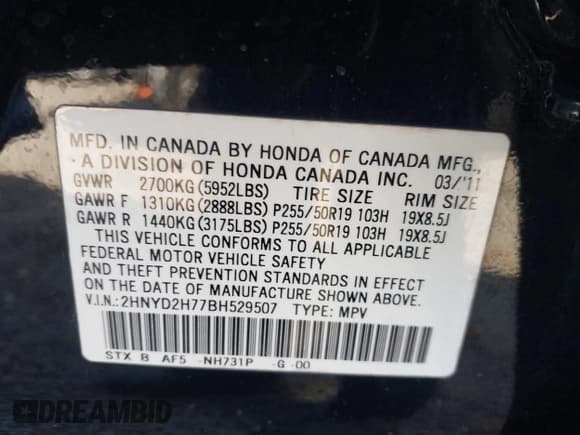 MFD. IN CANADA BY HONDA OF CANADA MFG.,
A DIVISION OF HONDA CANADA INC. 03/'11
GVWR 2700KG(5952LBS) TIRE SIZE RIM SIZE
GAWR F 1310KG(2888LBS) P255/50R19 103H 19X8.5J
GAWR R 1440KG(3175LBS) P255/50R19 103H 19X8.5J
THIS VEHICLE CONFORMS TO ALL APPLICABLE
FEDERAL MOTOR VEHICLE SAFETY
AND THEFT PREVENTION STANDARDS IN EFFECT
ON THE DATE OF MANUFACTURE SHOWN ABOVE.
V.I.N.:2HNYD2H77BH529507 TYPE: MPV
STX B AF5 -NH731P -G -00
DREAMBID